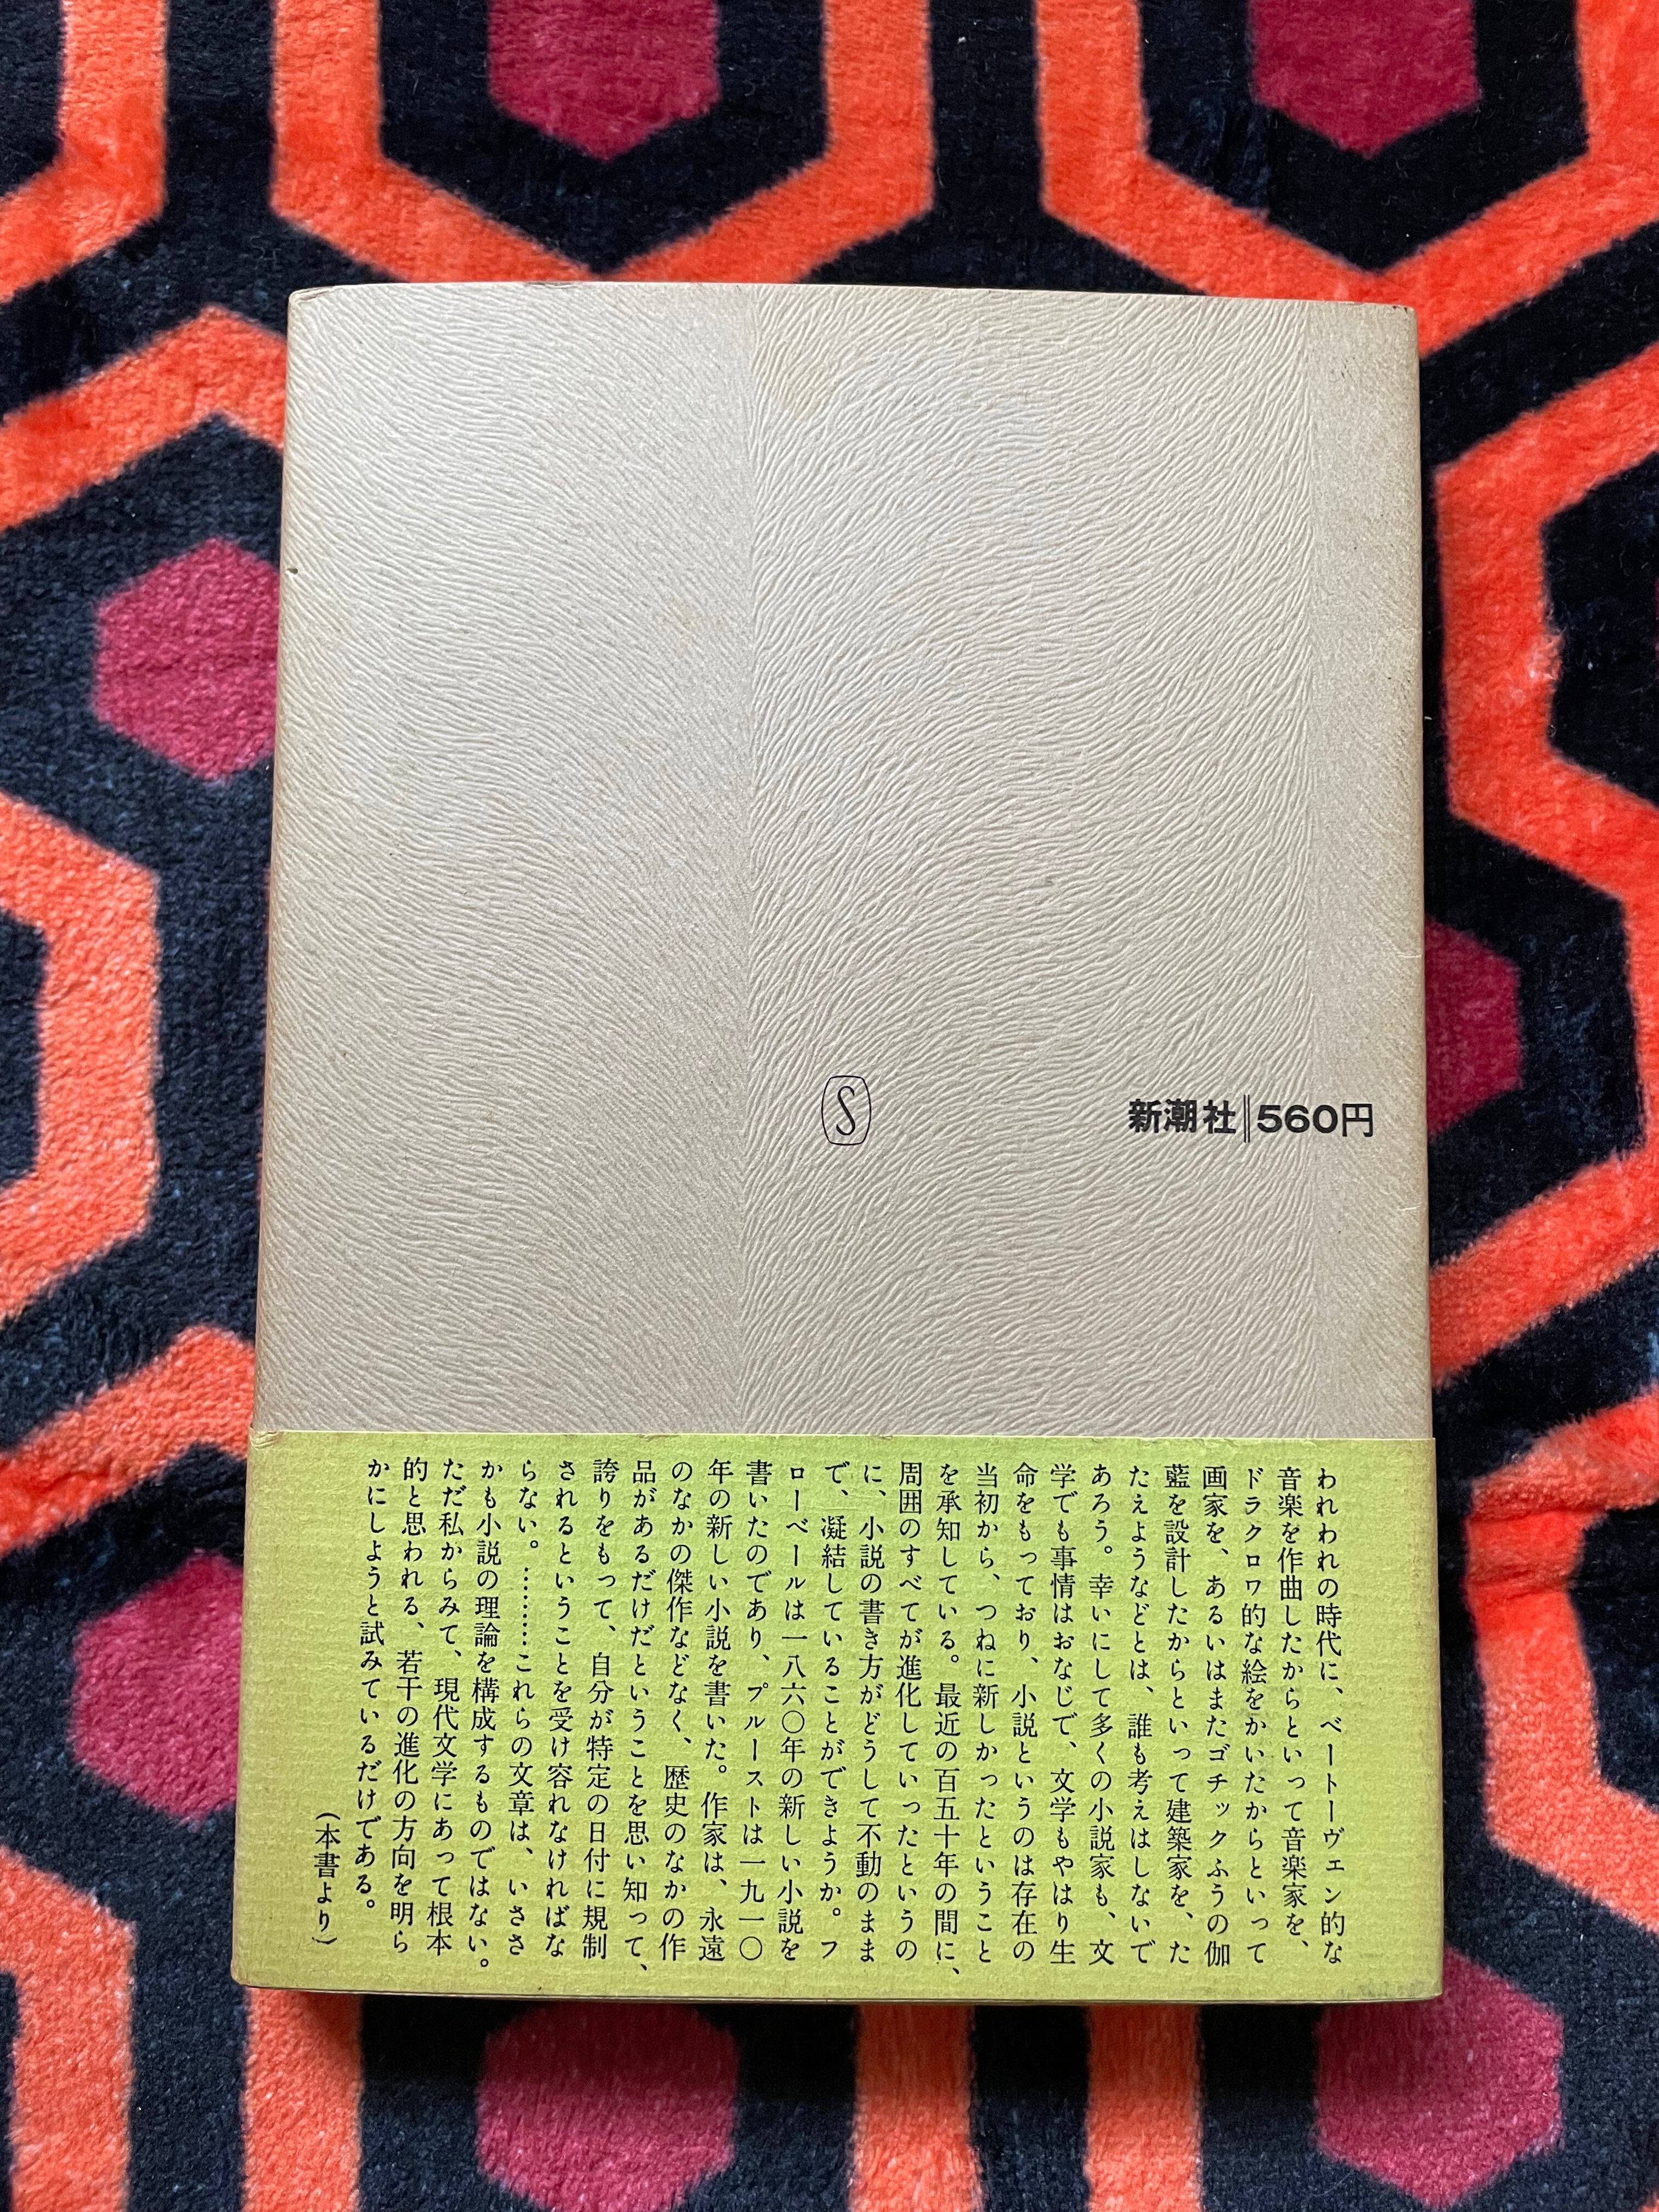 S
新潮社‖560円
われわれの時代に、ベートーヴェン的な
音楽を作曲したからといって音楽家を、
ドラクロワ的な絵をかいたからといって
画家を、あるいはまたゴチックふうの伽
藍を設計したからといって建築家を、た
たえようなどとは、誰も考えはしないで
あろう。幸いにして多くの小説家も、文
学でも事情はおなじで、文学もやはり生
命をもっており、小説というのは存在の
当初から、つねに新しかったということ
を承知している。最近の百五十年の間に、
周囲のすべてが進化していったというの
に、小説の書き方がどうして不動のまま
で、凝結していることができようか。フ
ローベールは一八六〇年の新しい小説を
書いたのであり、プルーストは一九一〇
年の新しい小説を書いた。作家は、永遠
のなかの傑作などなく、歴史のなかの作
品があるだけだということを思い知って、
誇りをもって、自分が特定の日付に規制
されるということを受け容れなければな
らない。………これらの文章は、いささ
かも小説の理論を構成するものではない。
ただ私からみて、現代文学にあって根本
的と思われる、若干の進化の方向を明ら
かにしようと試みているだけである。
（本書より）